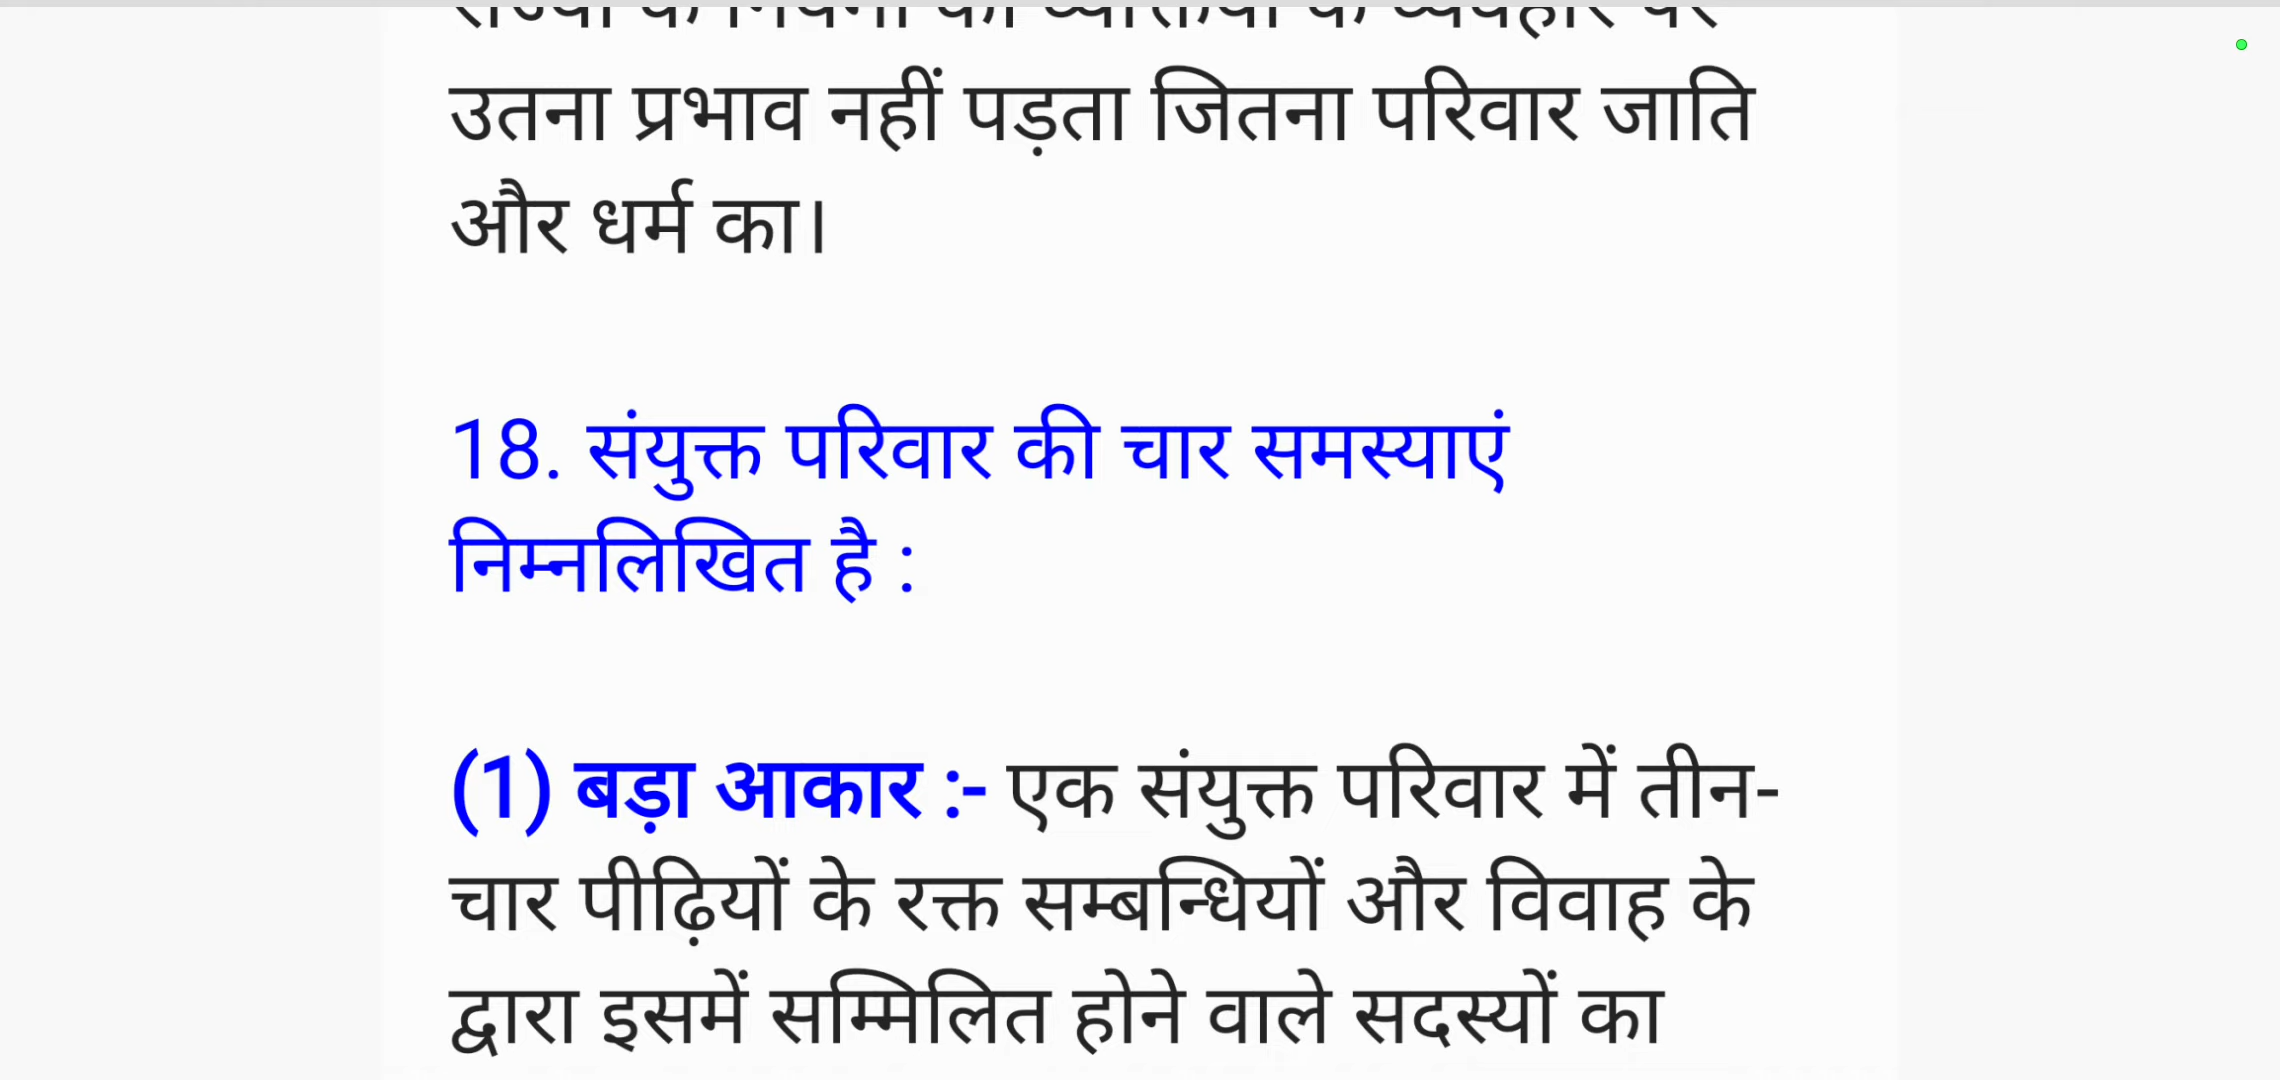 उतना प्रभाव नहीं पड़ता जितना परिवार जाति
और धर्म का।
18. संयुक्त परिवार की चार समस्याएं
निम्नलिखित है :
(1) बड़ा आकार :- एक संयुक्त परिवार में तीन-
चार पीढ़ियों के रक्त सम्बन्धियों और विवाह के
द्वारा इसमें सम्मिलित होने वाले सदस्यों का